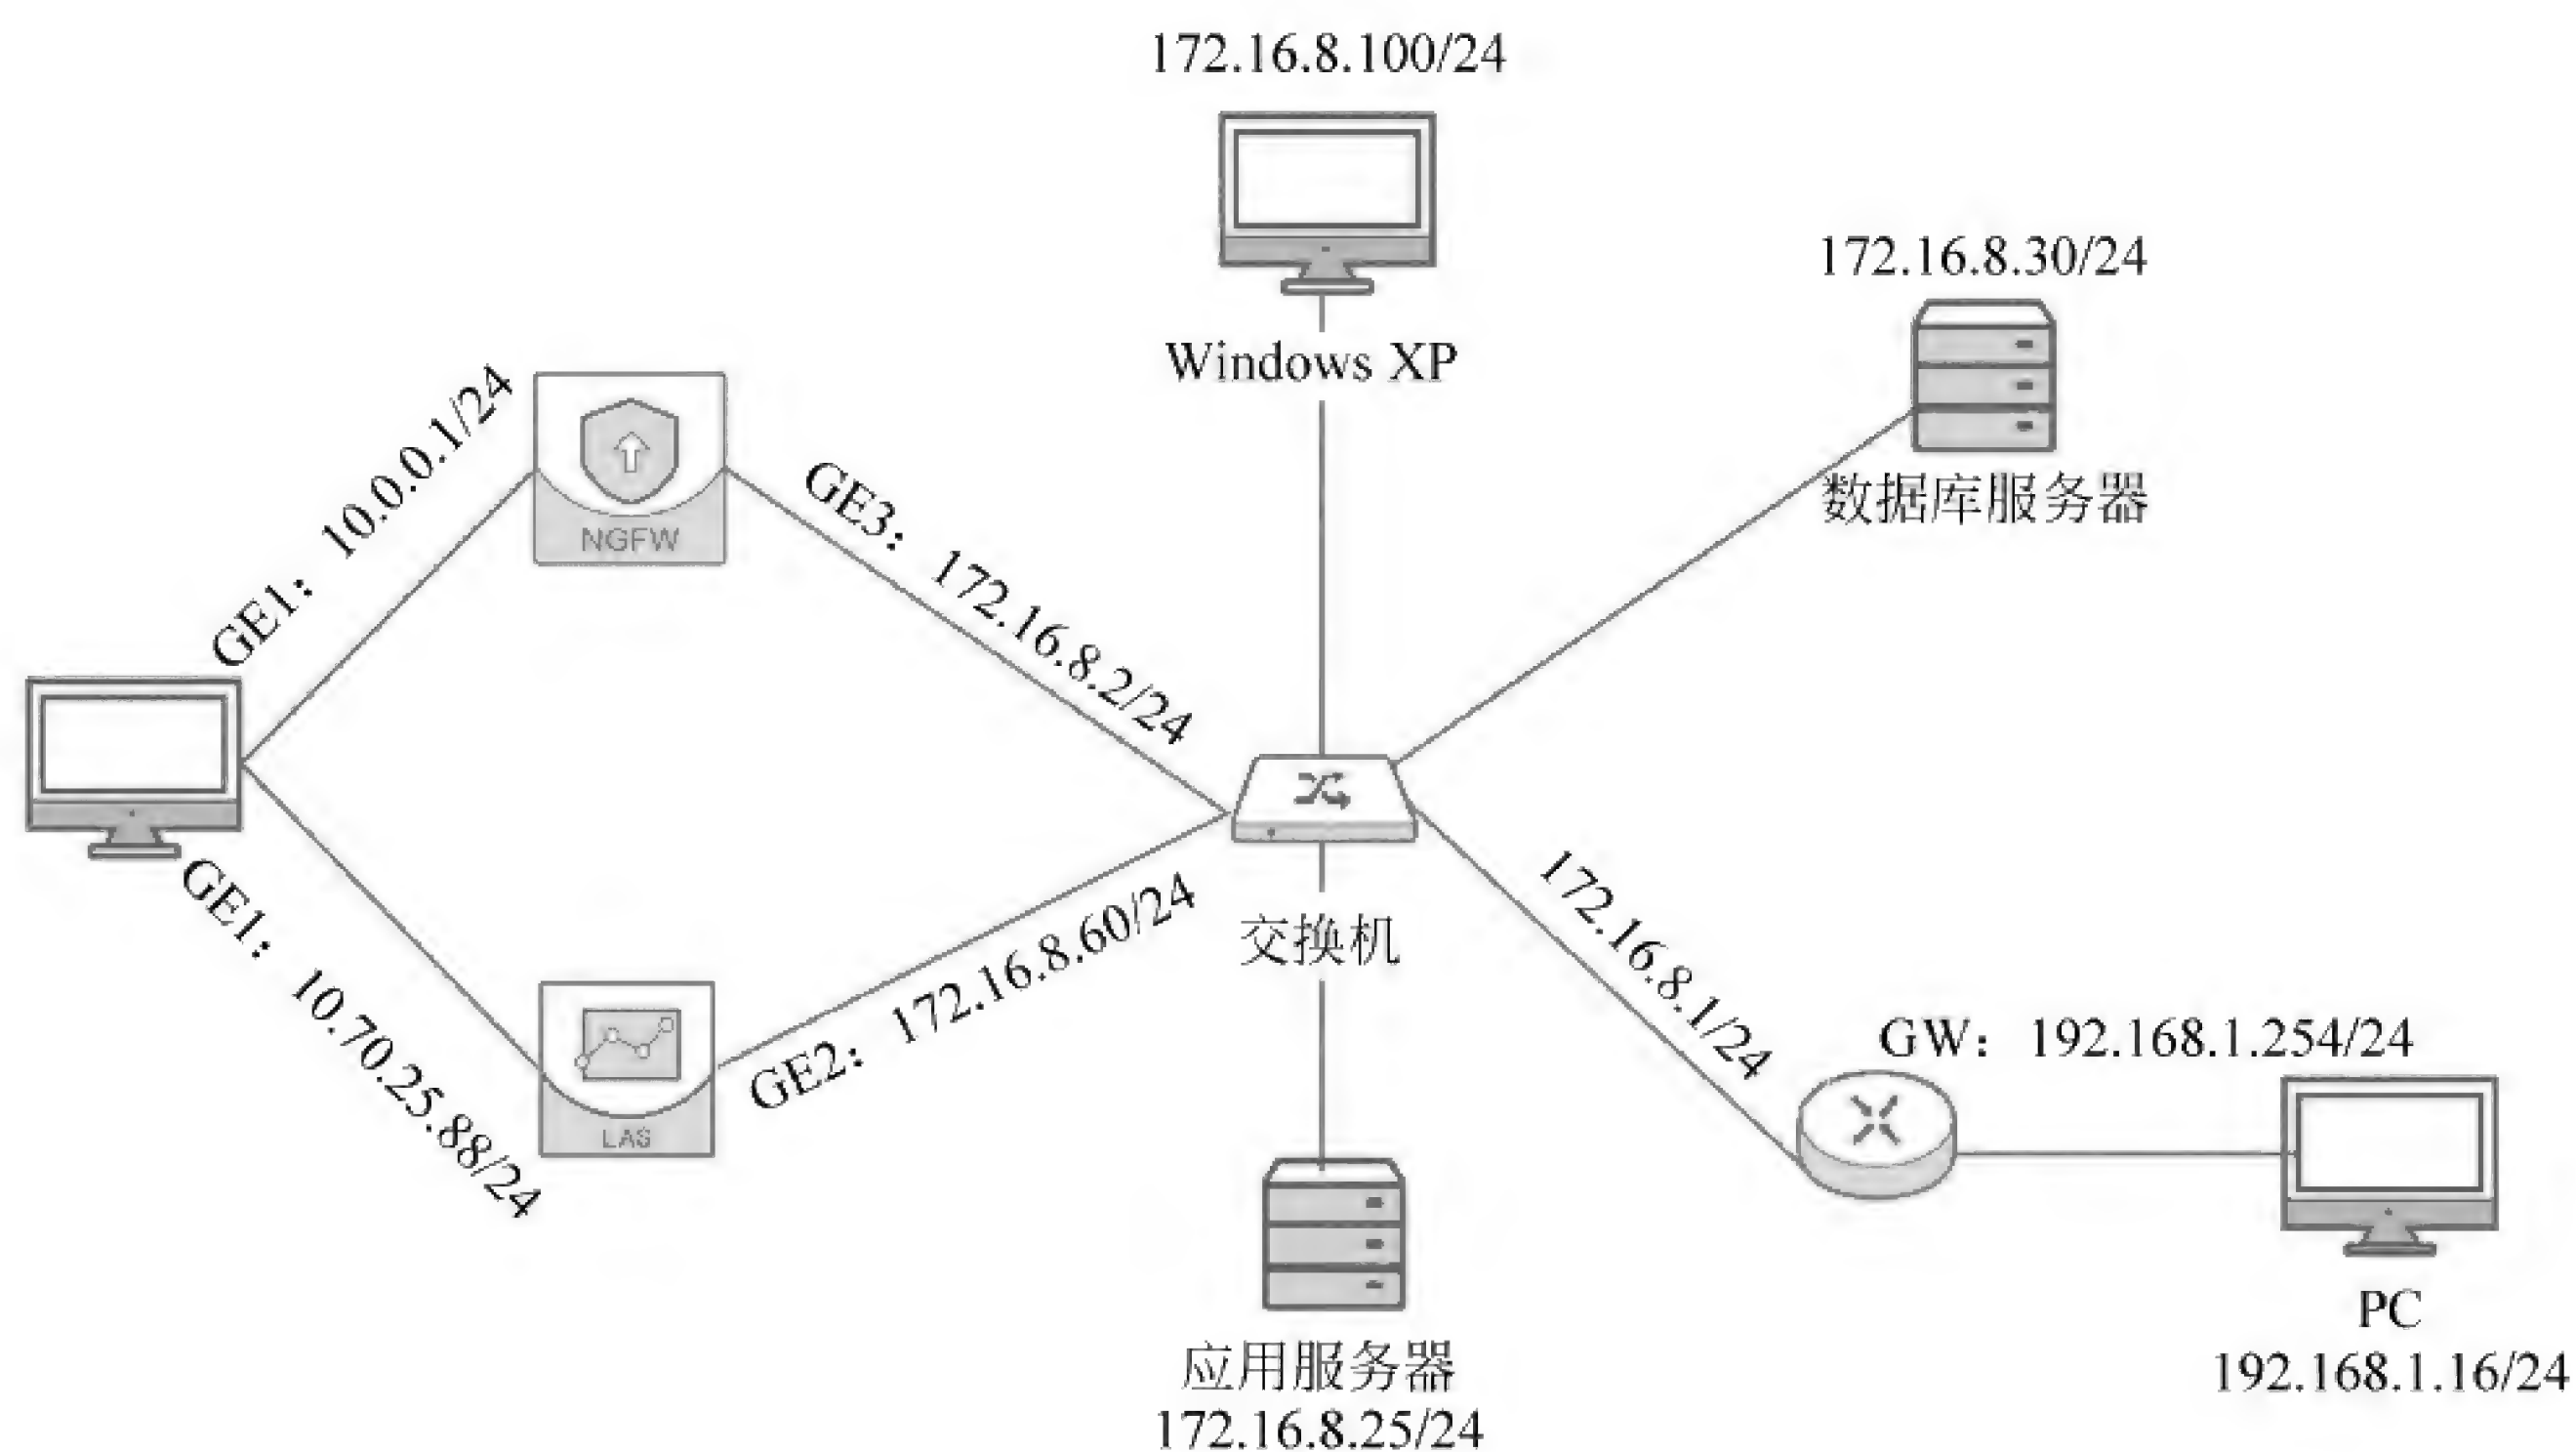 172.16.8.100/24
Windows XP
172.16.8.30/24
数据库服务器
GE1：10.0.0.1/24
NGFW
GE3：172.16.8.2/24
GE1：10.70.25.88/24
LAS
GE2：172.16.8.60/24
交换机
172.16.8.1/24
GW：192.168.1.254/24
PC
192.168.1.16/24
应用服务器
172.16.8.25/24